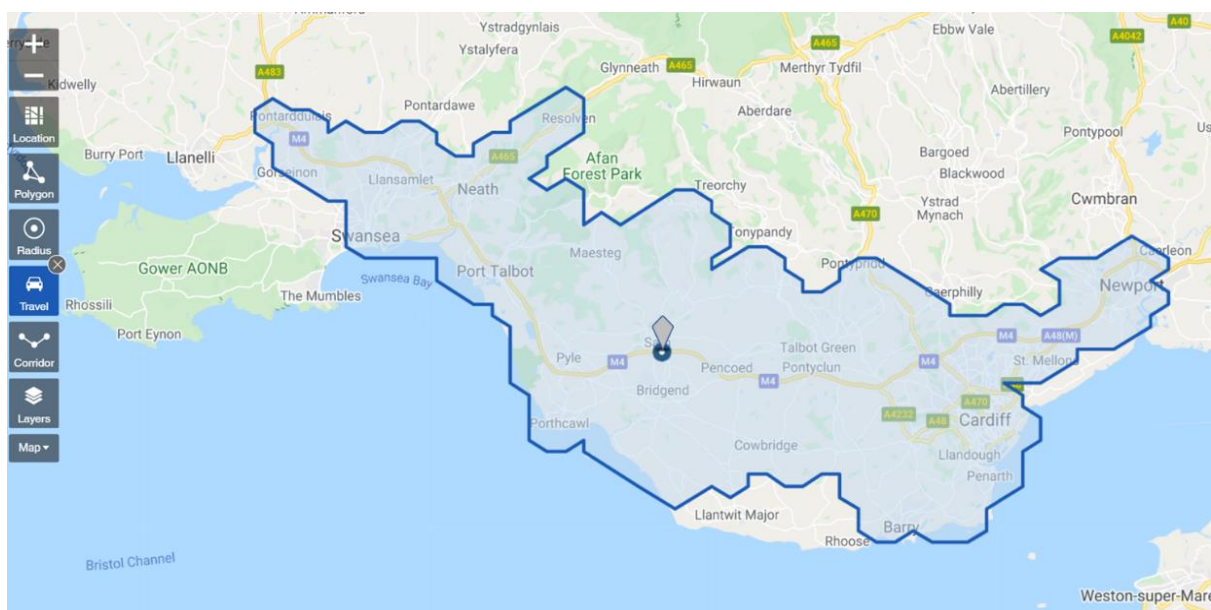 Ystradgynlais
Ystalyfera
A465
Ebbw Vale
A40
A4042
Glynneath
A465
Merthyr Tydfil
Hirwaun
A483
Kidwelly
Pontardawe
Abertillery
Aberdare
Location
Pontarddulais
Resolven
Pontypool
M4
Burry Port
Llanelli
A465
Afan
Forest Park
Bargoed
Blackwood
Gorseinon
Llansamlet
Neath
Treorchy
Polygon
Ystrad
Mynach
Cwmbran
A470
Swansea
Tonypandy
Radius
Maesteg
Caerleon
Gower AONB
Port Talbot
Pontypridd
Swansea Bay
Caerphilly
Newport
The Mumbles
Rhossili
Travel
Port Eynon
M4
A48(M)
Talbot Green
St. Mellons
Pyle
M4
Pencoed
Pontyclun
M4
Corridor
Bridgend
M4
A470
A4232
A48
Cardiff
Layers
Porthcawl
Cowbridge
Map
Llandough
Penarth
Llantwit Major
Barry
Rhoose
Bristol Channel
Weston-super-Mare